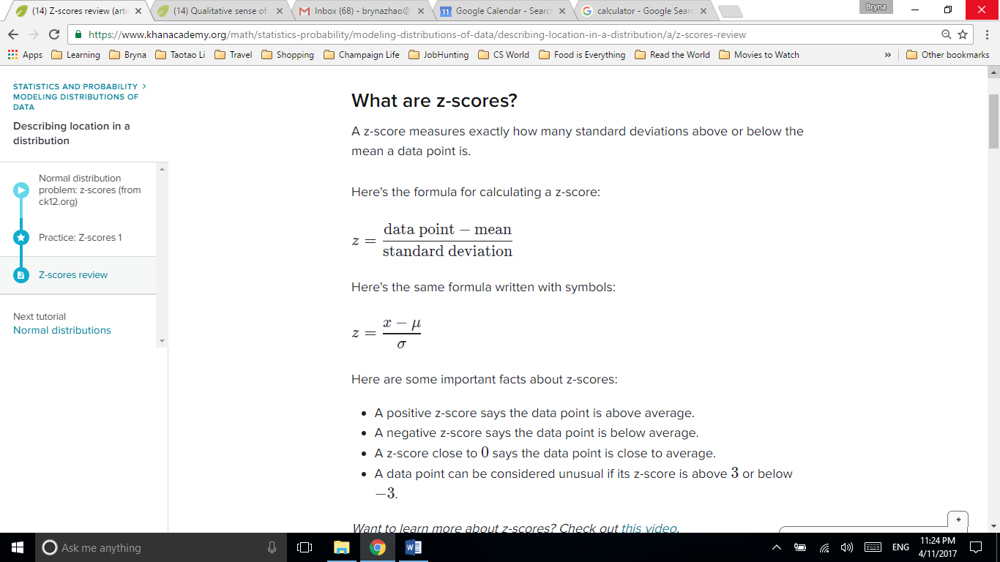 (14) Z-scores review (arti
(14) Qualitative sense of
Inbox (68) - brynazhao@
11 Google Calendar - Searc
calculator - Google Searc
Bryna
https://www.khanacademy.org/math/statistics-probability/modeling-distributions-of-data/describing-location-in-a-distribution/a/z-scores-review
Apps Learning Bryna Taotao Li Travel Shopping Champaign Life JobHunting CS World Food is Everything Read the World Movies to Watch » Other bookmarks
STATISTICS AND PROBABILITY >
MODELING DISTRIBUTIONS OF
DATA
Describing location in a
distribution
Normal distribution
problem: z-scores (from
ck12.org)
Practice: Z-scores 1
Z-scores review
Next tutorial
Normal distributions
What are z-scores?
A z-score measures exactly how many standard deviations above or below the
mean a data point is.
Here's the formula for calculating a z-score:
z = data point − mean
standard deviation
Here's the same formula written with symbols:
z = x − μ
σ
Here are some important facts about z-scores:
• A positive z-score says the data point is above average.
• A negative z-score says the data point is below average.
• A z-score close to 0 says the data point is close to average.
• A data point can be considered unusual if its z-score is above 3 or below
−3.
Want to learn more about z-scores? Check out this video.
Ask me anything
ENG
11:24 PM
4/11/2017